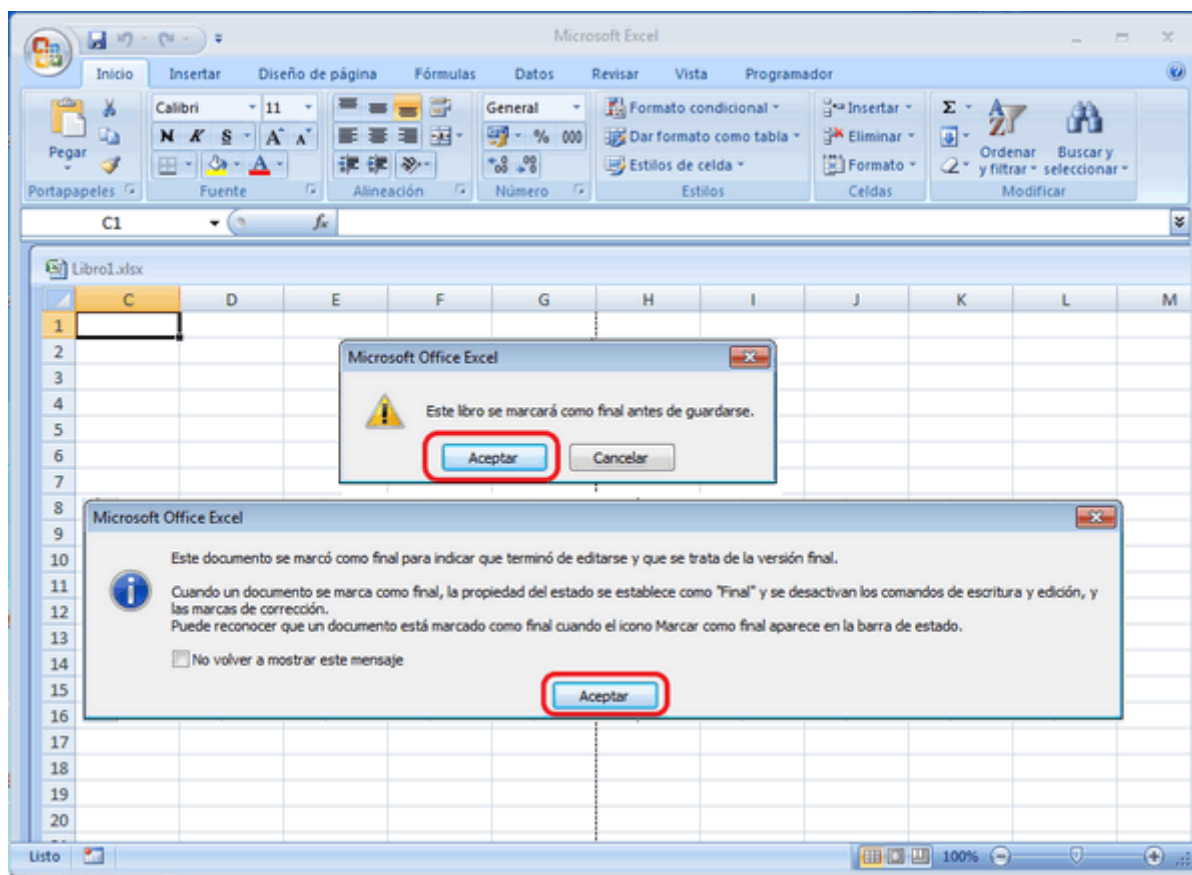 Microsoft Excel
Inicio Insertar Diseño de página Fórmulas Datos Revisar Vista Programador
Calibri 11 General Formato condicional Insertar Σ
N K S A A % 000 Dar formato como tabla Eliminar
Pegar A Estilos de celda Formato Ordenar y filtrar Buscar y seleccionar
Portapapeles Fuente Alineación Número Estilos Celdas Modificar
C1 fx
Libro1.xlsx
C D E F G H I J K L M
1
2
Microsoft Office Excel
3
4
Este libro se marcará como final antes de guardarse.
5
6
Aceptar Cancelar
7
8
Microsoft Office Excel
9
10
Este documento se marcó como final para indicar que terminó de editarse y que se trata de la versión final.
11
Cuando un documento se marca como final, la propiedad del estado se establece como "Final" y se desactivan los comandos de escritura y edición, y
12
las marcas de corrección.
13
Puede reconocer que un documento está marcado como final cuando el icono Marcar como final aparece en la barra de estado.
14
No volver a mostrar este mensaje
15
Aceptar
16
17
18
19
20
Listo 100%